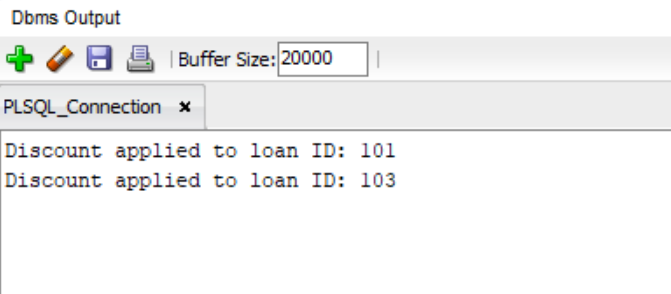 Dbms Output
Buffer Size: 20000
PLSQL_Connection
Discount applied to loan ID: 101
Discount applied to loan ID: 103